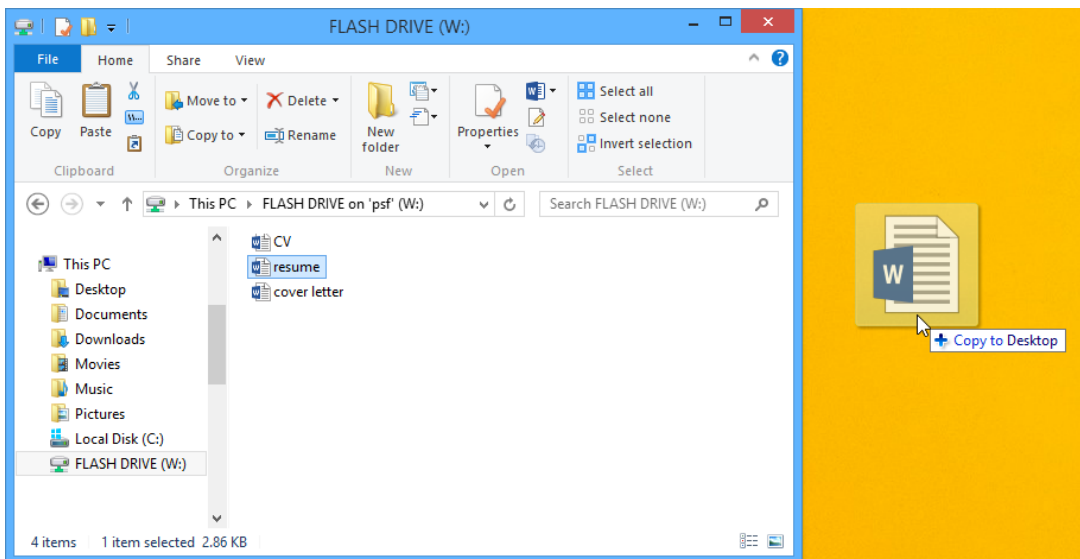 FLASH DRIVE (W:)
File Home Share View
Copy Paste W... Move to Copy to Delete Rename New folder Properties Select all Select none Invert selection
Clipboard Organize New Open Select
This PC FLASH DRIVE on 'psf' (W:) Search FLASH DRIVE (W:)
This PC
Desktop
Documents
Downloads
Movies
Music
Pictures
Local Disk (C:)
FLASH DRIVE (W:)
CV
resume
cover letter
W
Copy to Desktop
4 items 1 item selected 2.86 KB